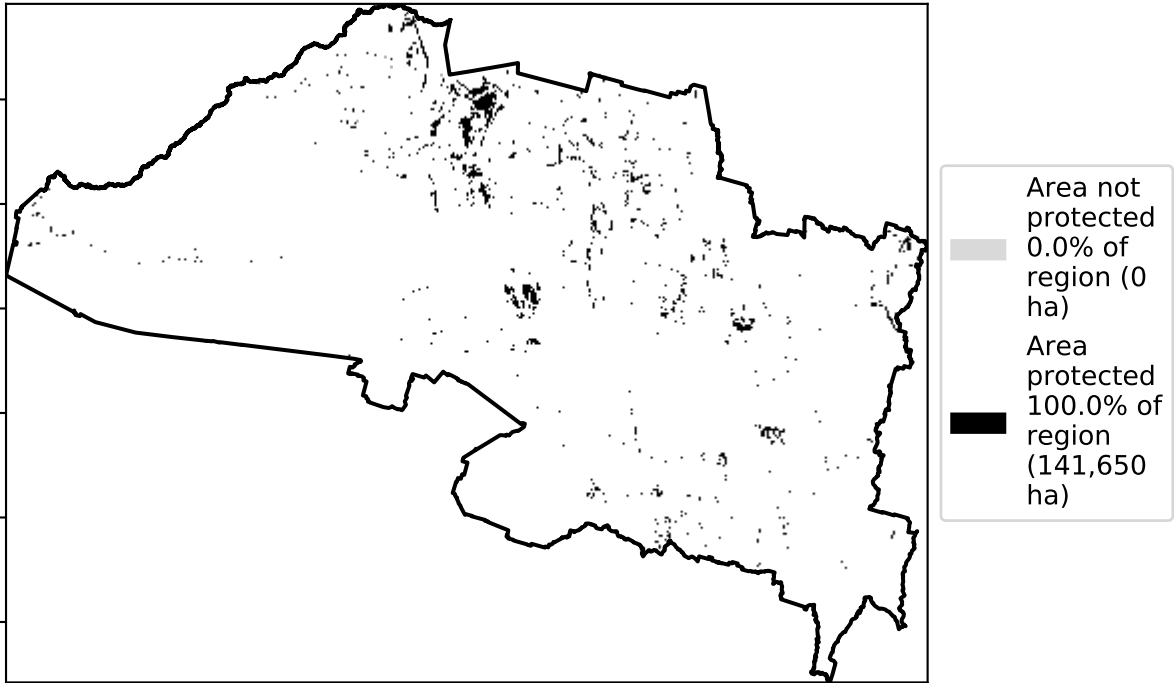 Area not
protected
0.0% of
region (0
ha)
Area
protected
100.0% of
region
(141,650
ha)